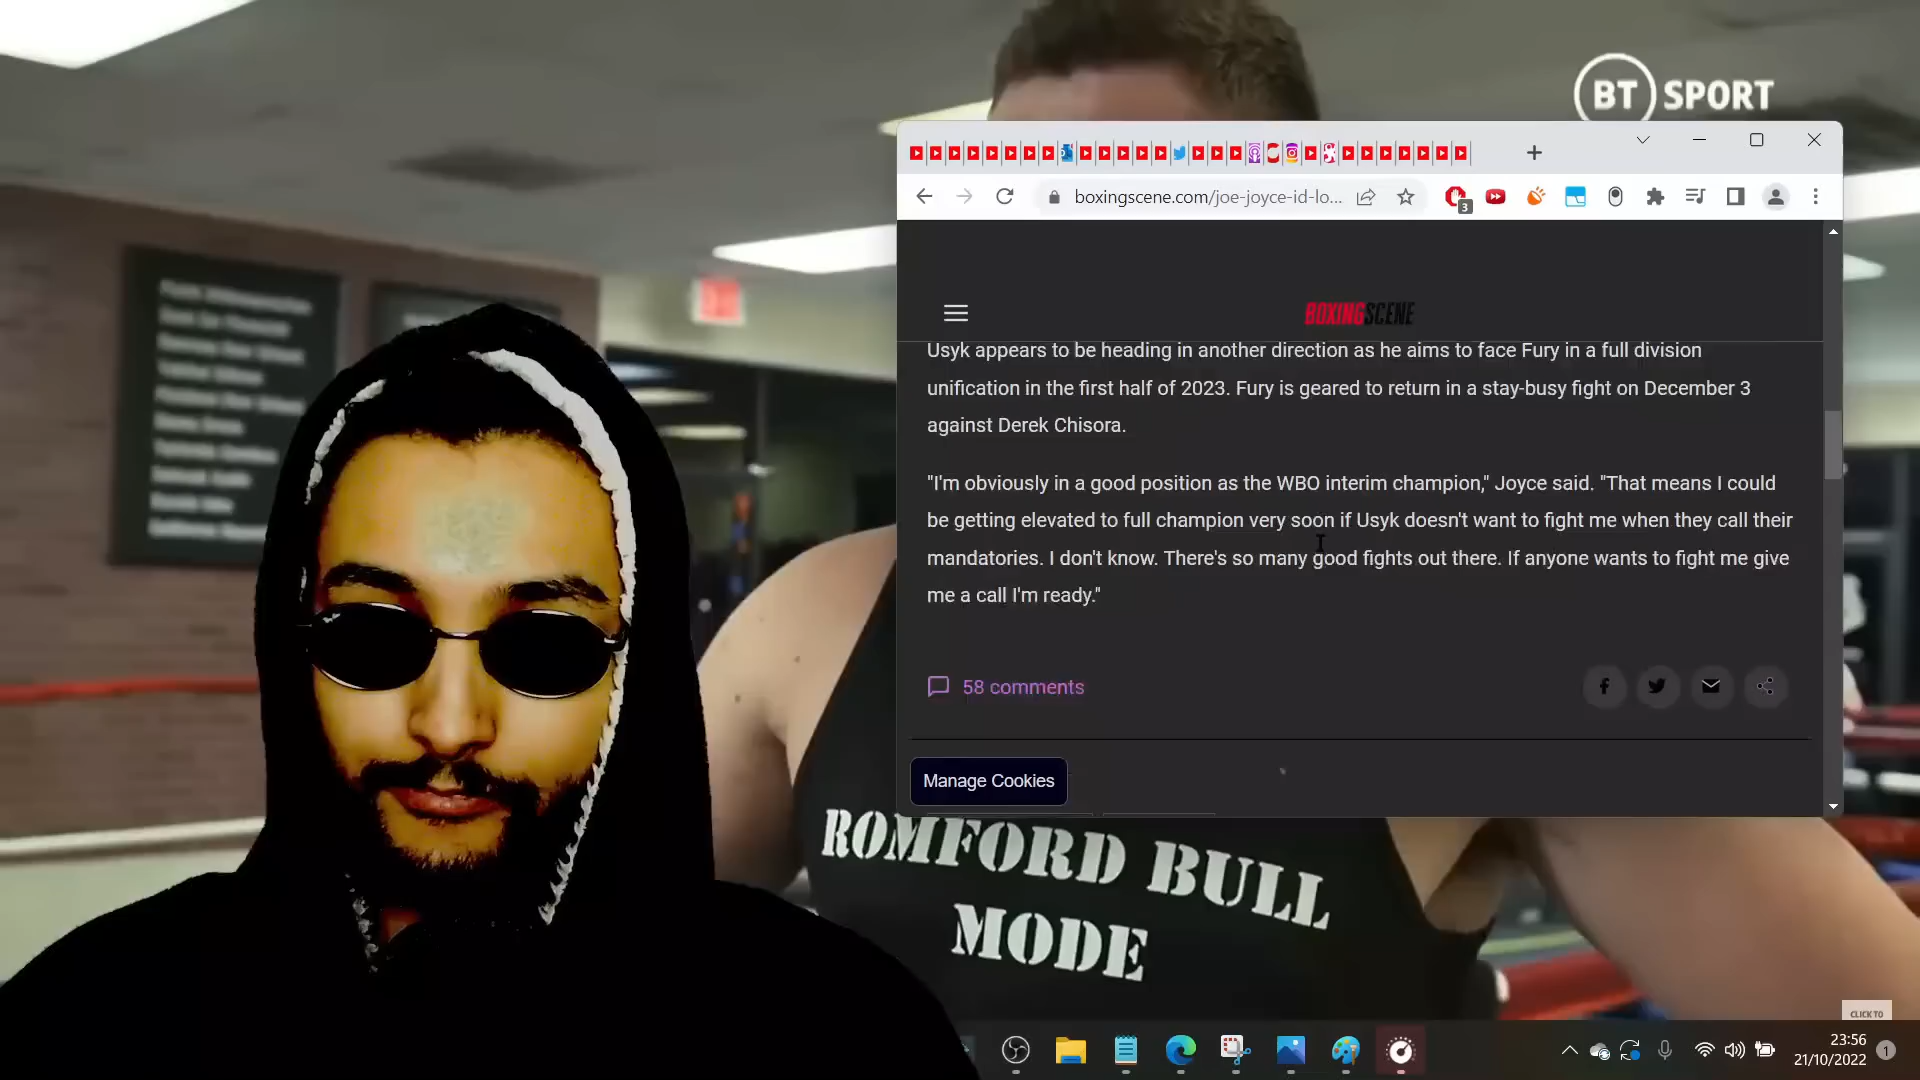 BT SPORT
3
boxingscene.com/joe-joyce-id-lo...
BOXINGSCENE
Usyk appears to be heading in another direction as he aims to face Fury in a full division
unification in the first half of 2023. Fury is geared to return in a stay-busy fight on December 3
against Derek Chisora.
"I'm obviously in a good position as the WBO interim champion," Joyce said. "That means I could
be getting elevated to full champion very soon if Usyk doesn't want to fight me when they call their
mandatories. I don't know. There's so many good fights out there. If anyone wants to fight me give
me a call I'm ready."
58 comments
Manage Cookies
ROMFORD BULL
MODE
CLICK TO
23:56
21/10/2022
1